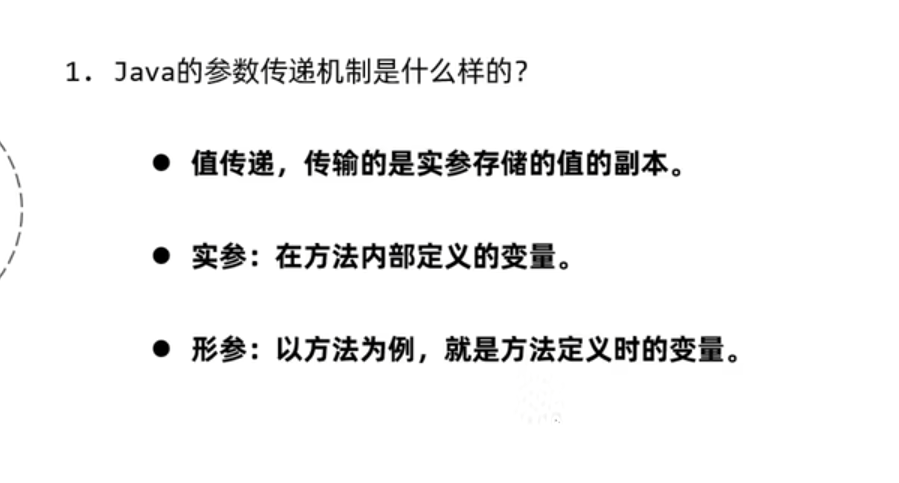 1. Java的参数传递机制是什么样的?
● 值传递，传输的是实参存储的值的副本。
● 实参：在方法内部定义的变量。
● 形参：以方法为例，就是方法定义时的变量。